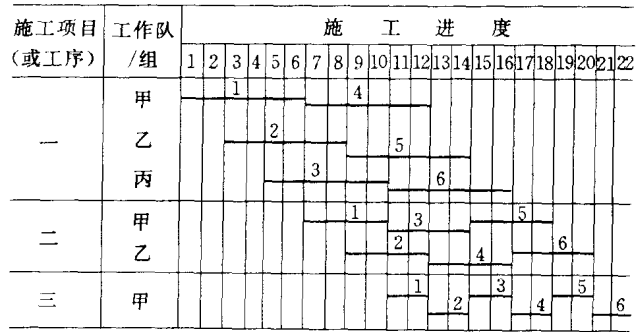 施工项目 工作队 施工进度
（或工序） /组 1 2 3 4 5 6 7 8 9 10 11 12 13 14 15 16 17 18 19 20 21 22
一 甲 1 4
乙 2 5
丙 3 6
二 甲 1 3 5
乙 2 4 6
三 甲 1 2 3 4 5 6